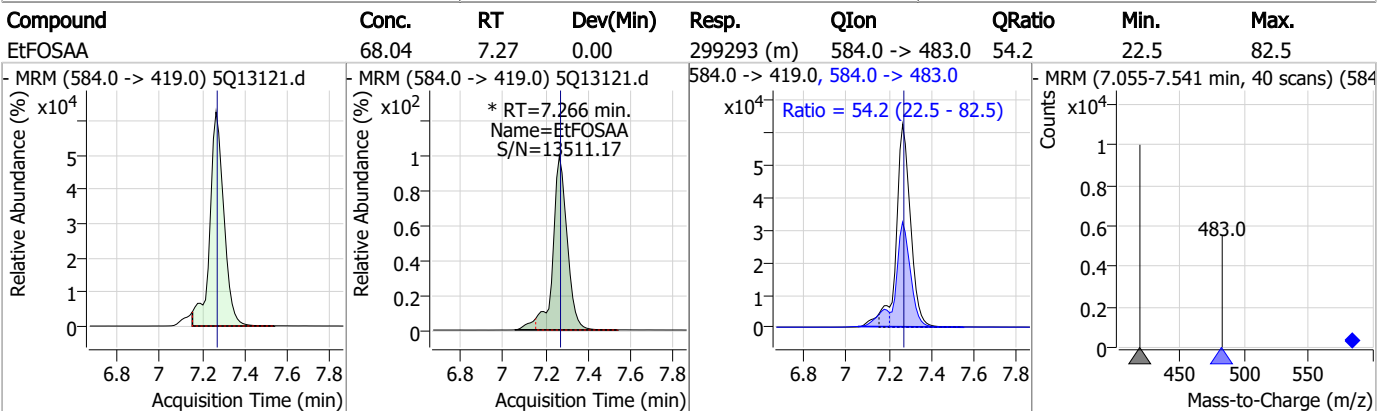 Compound Conc. RT Dev(Min) Resp. QIon QRatio Min. Max.
EtFOSAA 68.04 7.27 0.00 299293 (m) 584.0 -> 483.0 54.2 22.5 82.5
- MRM (584.0 -> 419.0) 5Q13121.d
Relative Abundance (%)
x10⁴
5
4
3
2
1
0
6.8 7 7.2 7.4 7.6 7.8
Acquisition Time (min)
- MRM (584.0 -> 419.0) 5Q13121.d
Relative Abundance (%)
x10²
* RT=7.266 min.
Name=EtFOSAA
S/N=13511.17
1
0.8
0.6
0.4
0.2
0
6.8 7 7.2 7.4 7.6 7.8
Acquisition Time (min)
584.0 -> 419.0, 584.0 -> 483.0
x10⁴
Ratio = 54.2 (22.5 - 82.5)
5
4
3
2
1
0
6.8 7 7.2 7.4 7.6 7.8
Acquisition Time (min)
- MRM (7.055-7.541 min, 40 scans) (584
Counts
x10⁴
1
0.8
0.6
0.4
0.2
0
483.0
450 500 550
Mass-to-Charge (m/z)